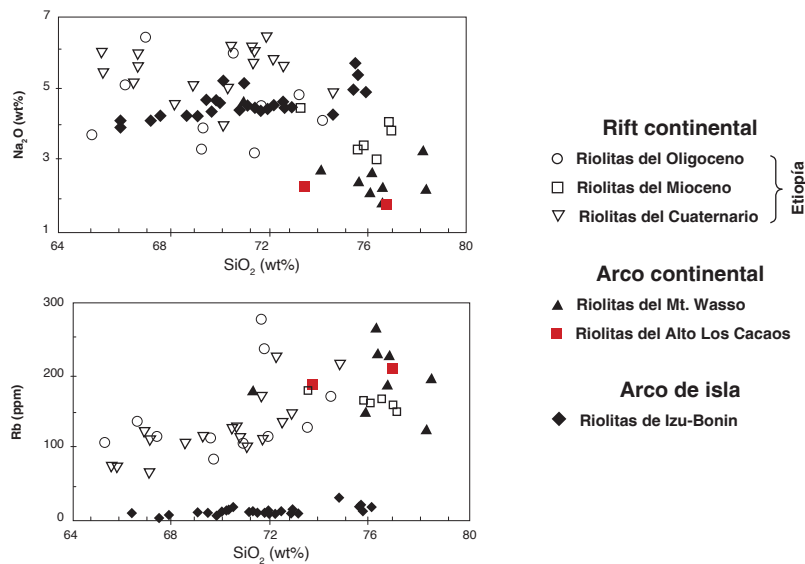 7
5
3
1
Na2O (wt%)
64
68
72
76
80
SiO2 (wt%)
300
200
100
0
Rb (ppm)
64
68
72
76
80
SiO2 (wt%)
Rift continental
Riolitas del Oligoceno
Riolitas del Mioceno
Riolitas del Cuaternario
Etiopía
Arco continental
Riolitas del Mt. Wasso
Riolitas del Alto Los Cacaos
Arco de isla
Riolitas de Izu-Bonin